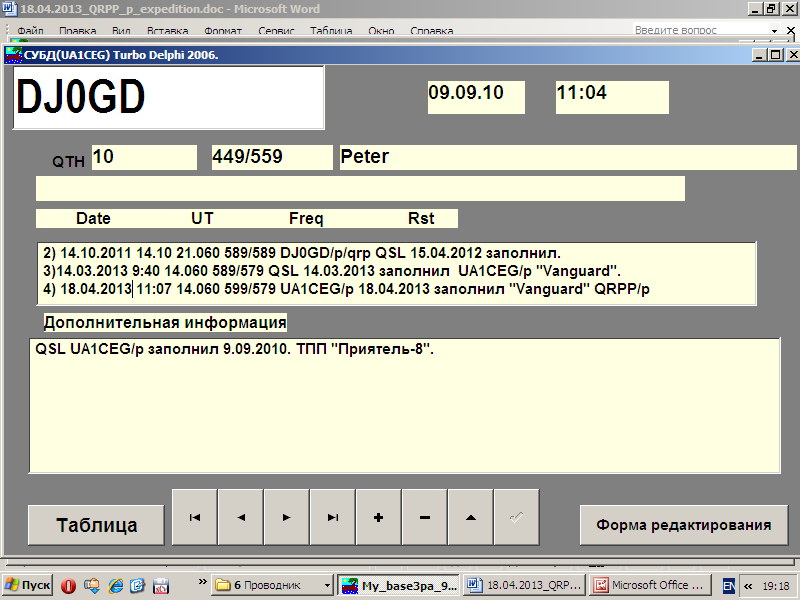 18.04.2013_QRPP_p_expedition.doc - Microsoft Word
Файл Правка Вид Вставка Формат Сервис Таблица Окно Справка Введите вопрос
СУБД(UA1CEG) Turbo Delphi 2006.
DJ0GD
09.09.10 11:04
QTH 10 449/559 Peter
Date UT Freq Rst
2) 14.10.2011 14.10 21.060 589/589 DJ0GD/p/qrp QSL 15.04.2012 заполнил.
3)14.03.2013 9:40 14.060 589/579 QSL 14.03.2013 заполнил UA1CEG/p "Vanguard".
4) 18.04.2013 11:07 14.060 599/579 UA1CEG/p 18.04.2013 заполнил "Vanguard" QRPP/p
Дополнительная информация
QSL UA1CEG/p заполнил 9.09.2010. ТПП "Приятель-8".
Таблица
Форма редактирования
Пуск » 6 Проводник My_base3pa_9... 18.04.2013_QRP... Microsoft Office ... EN « 19:18